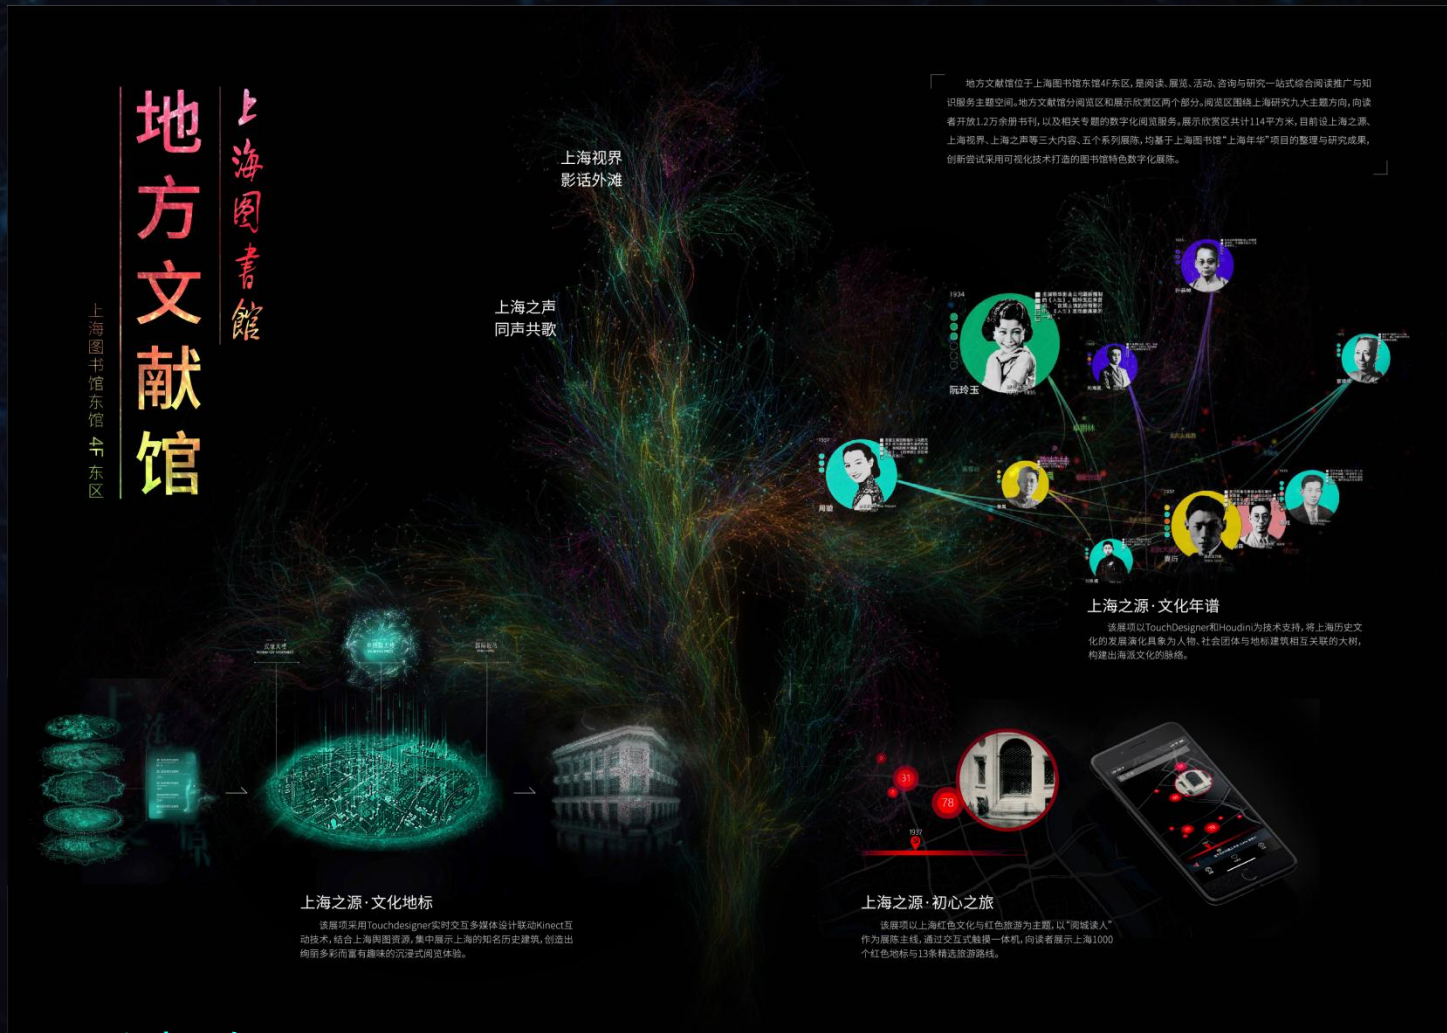 上海圖書館
地方文献馆
上海图书馆东馆 4F 东区
地方文献馆位于上海图书馆东馆4F东区,是阅读、展览、活动、咨询与研究一站式综合阅读推广与知
识服务主题空间。地方文献馆分阅览区和展示欣赏区两个部分。阅览区围绕上海研究九大主题方向,向读
者开放1.2万余册书刊,以及相关专题的数字化阅览服务。展示欣赏区共计114平方米,目前设上海之源、
上海视界、上海之声等三大内容、五个系列展陈,均基于上海图书馆“上海年华”项目的整理与研究成果,
创新尝试采用可视化技术打造的图书馆特色数字化展陈。
上海视界
影话外滩
上海之声
同声共歌
1934
阮玲玉
1937
周璇
1937
夏衍
上海之源·文化年谱
该展项以TouchDesigner和Houdini为技术支持,将上海历史文
化的发展演化具象为人物、社会团体与地标建筑相互关联的大树,
构建出海派文化的脉络。
上海之源·文化地标
该展项采用Touchdesigner实时交互多媒体设计联动Kinect互
动技术,结合上海舆图资源,集中展示上海的知名历史建筑,创造出
绚丽多彩而富有趣味的沉浸式阅览体验。
31
78
1937
上海之源·初心之旅
该展项以上海红色文化与红色旅游为主题,以“阅城读人”
作为展陈主线,通过交互式触摸一体机,向读者展示上海1000
个红色地标与13条精选旅游路线。